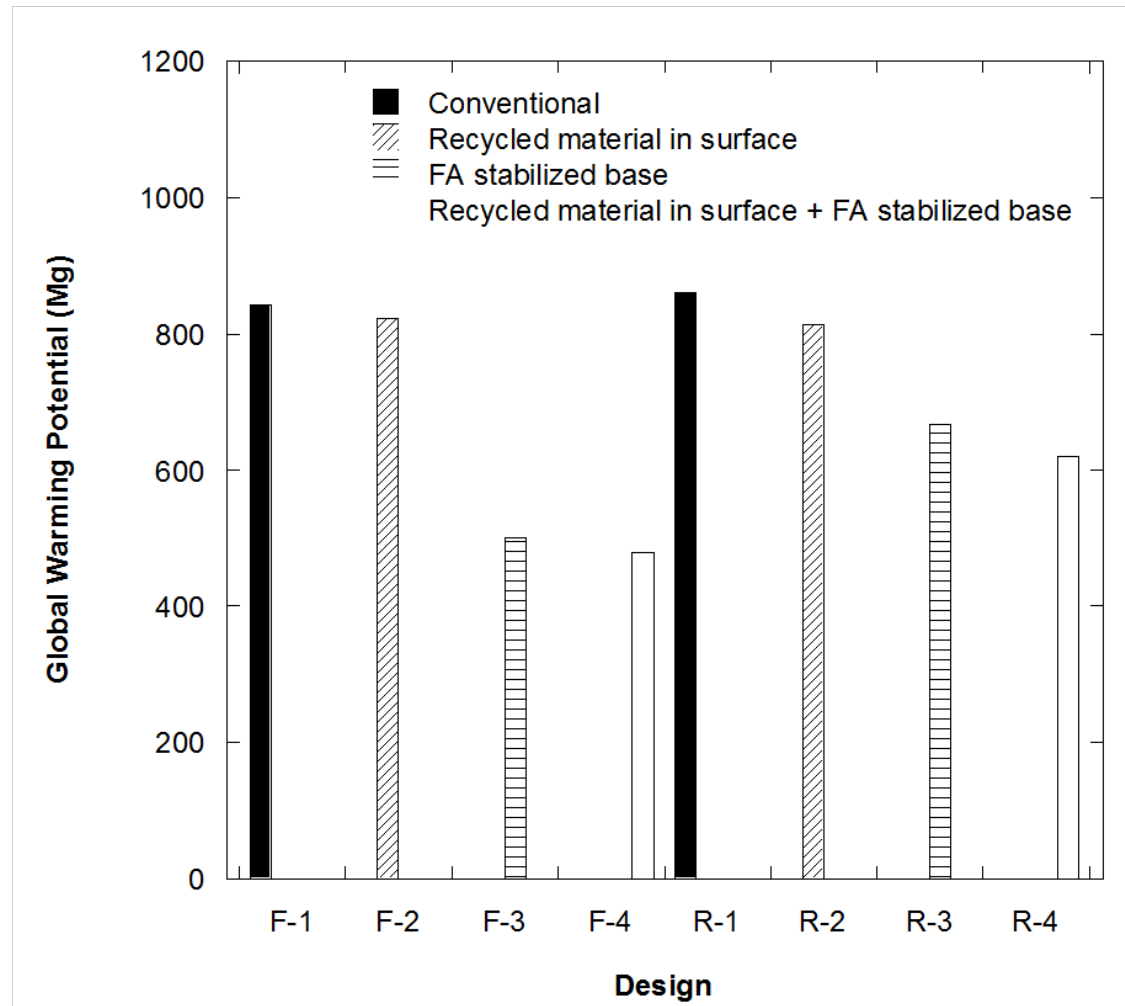 1200
1000
800
600
400
200
0
Global Warming Potential (Mg)
Conventional
Recycled material in surface
FA stabilized base
Recycled material in surface + FA stabilized base
F-1 F-2 F-3 F-4 R-1 R-2 R-3 R-4
Design